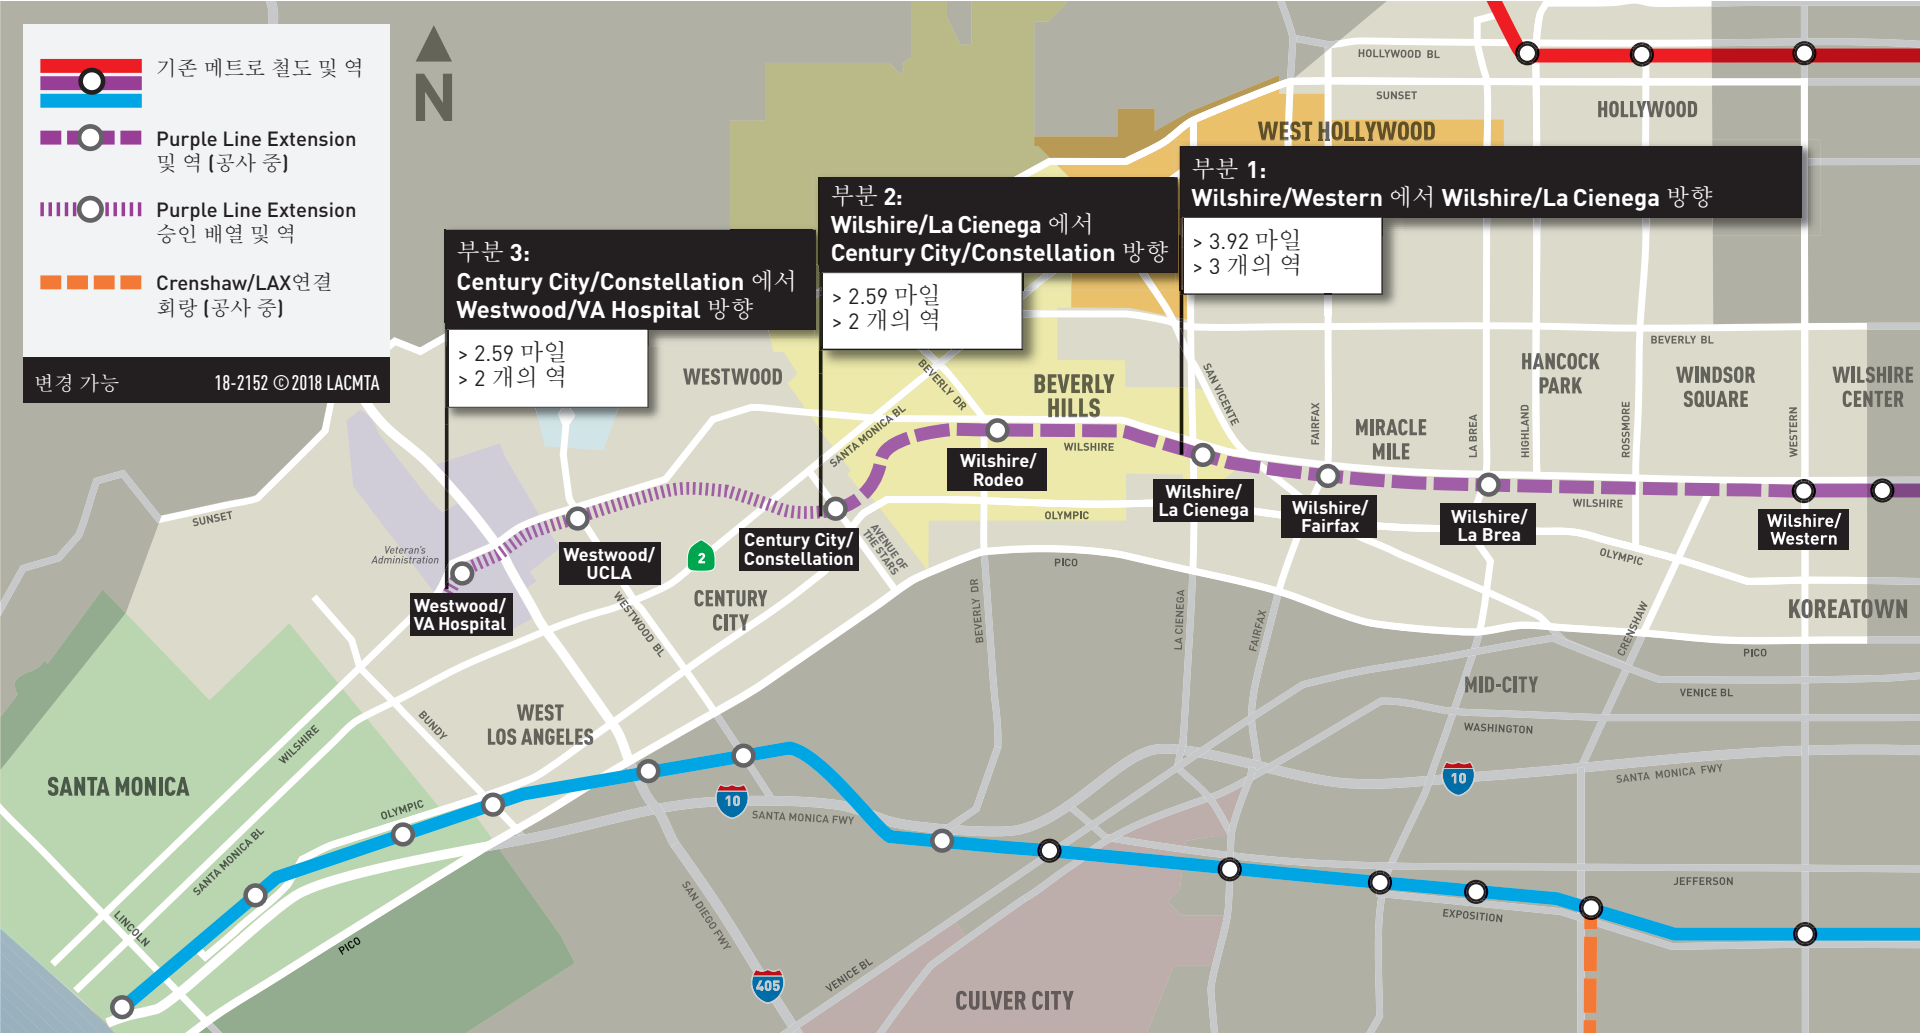 기존 메트로 철도 및 역
Purple Line Extension
및 역 (공사 중)
Purple Line Extension
승인 배열 및 역
Crenshaw/LAX연결
회랑 (공사 중)
변경 가능
18-2152 ©2018 LACMTA
N
부분 3:
Century City/Constellation 에서
Westwood/VA Hospital 방향
> 2.59 마일
> 2 개의 역
부분 2:
Wilshire/La Cienega 에서
Century City/Constellation 방향
> 2.59 마일
> 2 개의 역
부분 1:
Wilshire/Western 에서 Wilshire/La Cienega 방향
> 3.92 마일
> 3 개의 역
HOLLYWOOD BL
SUNSET
HOLLYWOOD
WEST HOLLYWOOD
BEVERLY BL
WESTWOOD
BEVERLY DR
SANTA MONICA BL
BEVERLY
HILLS
SAN VICENTE
FAIRFAX
MIRACLE
MILE
LA BREA
HIGHLAND
HANCOCK
PARK
ROSSMORE
WINDSOR
SQUARE
WESTERN
WILSHIRE
CENTER
WILSHIRE
WILSHIRE
Wilshire/
Rodeo
Wilshire/
La Cienega
Wilshire/
Fairfax
Wilshire/
La Brea
Wilshire/
Western
SUNSET
Veteran's
Administration
Westwood/
VA Hospital
Westwood/
UCLA
2
Century City/
Constellation
AVENUE OF
THE STARS
OLYMPIC
OLYMPIC
PICO
CENTURY
CITY
WESTWOOD BL
BEVERLY DR
LA CIENEGA
FAIRFAX
CRENSHAW
KOREATOWN
PICO
MID-CITY
VENICE BL
WASHINGTON
WEST
LOS ANGELES
BUNDY
WILSHIRE
SANTA MONICA
OLYMPIC
SANTA MONICA BL
10
SANTA MONICA FWY
10
SANTA MONICA FWY
LINCOLN
PICO
SAN DIEGO FWY
405
VENICE BL
CULVER CITY
EXPOSITION
JEFFERSON